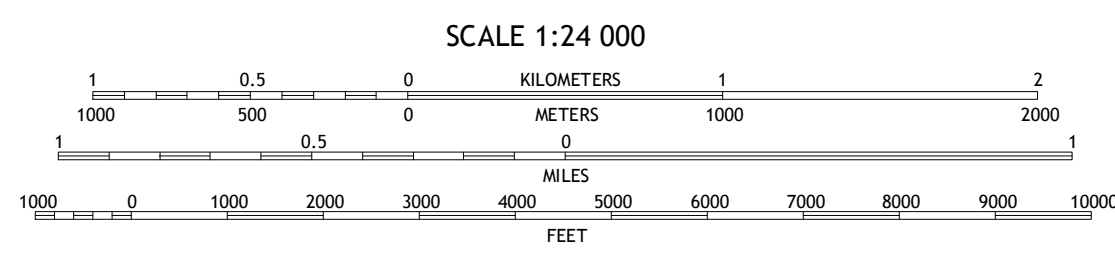 SCALE 1:24 000
1 0.5 0 KILOMETERS 1 2
1000 500 0 METERS 1000 2000
1 0.5 0 1
MILES
1000 0 1000 2000 3000 4000 5000 6000 7000 8000 9000 10000
FEET